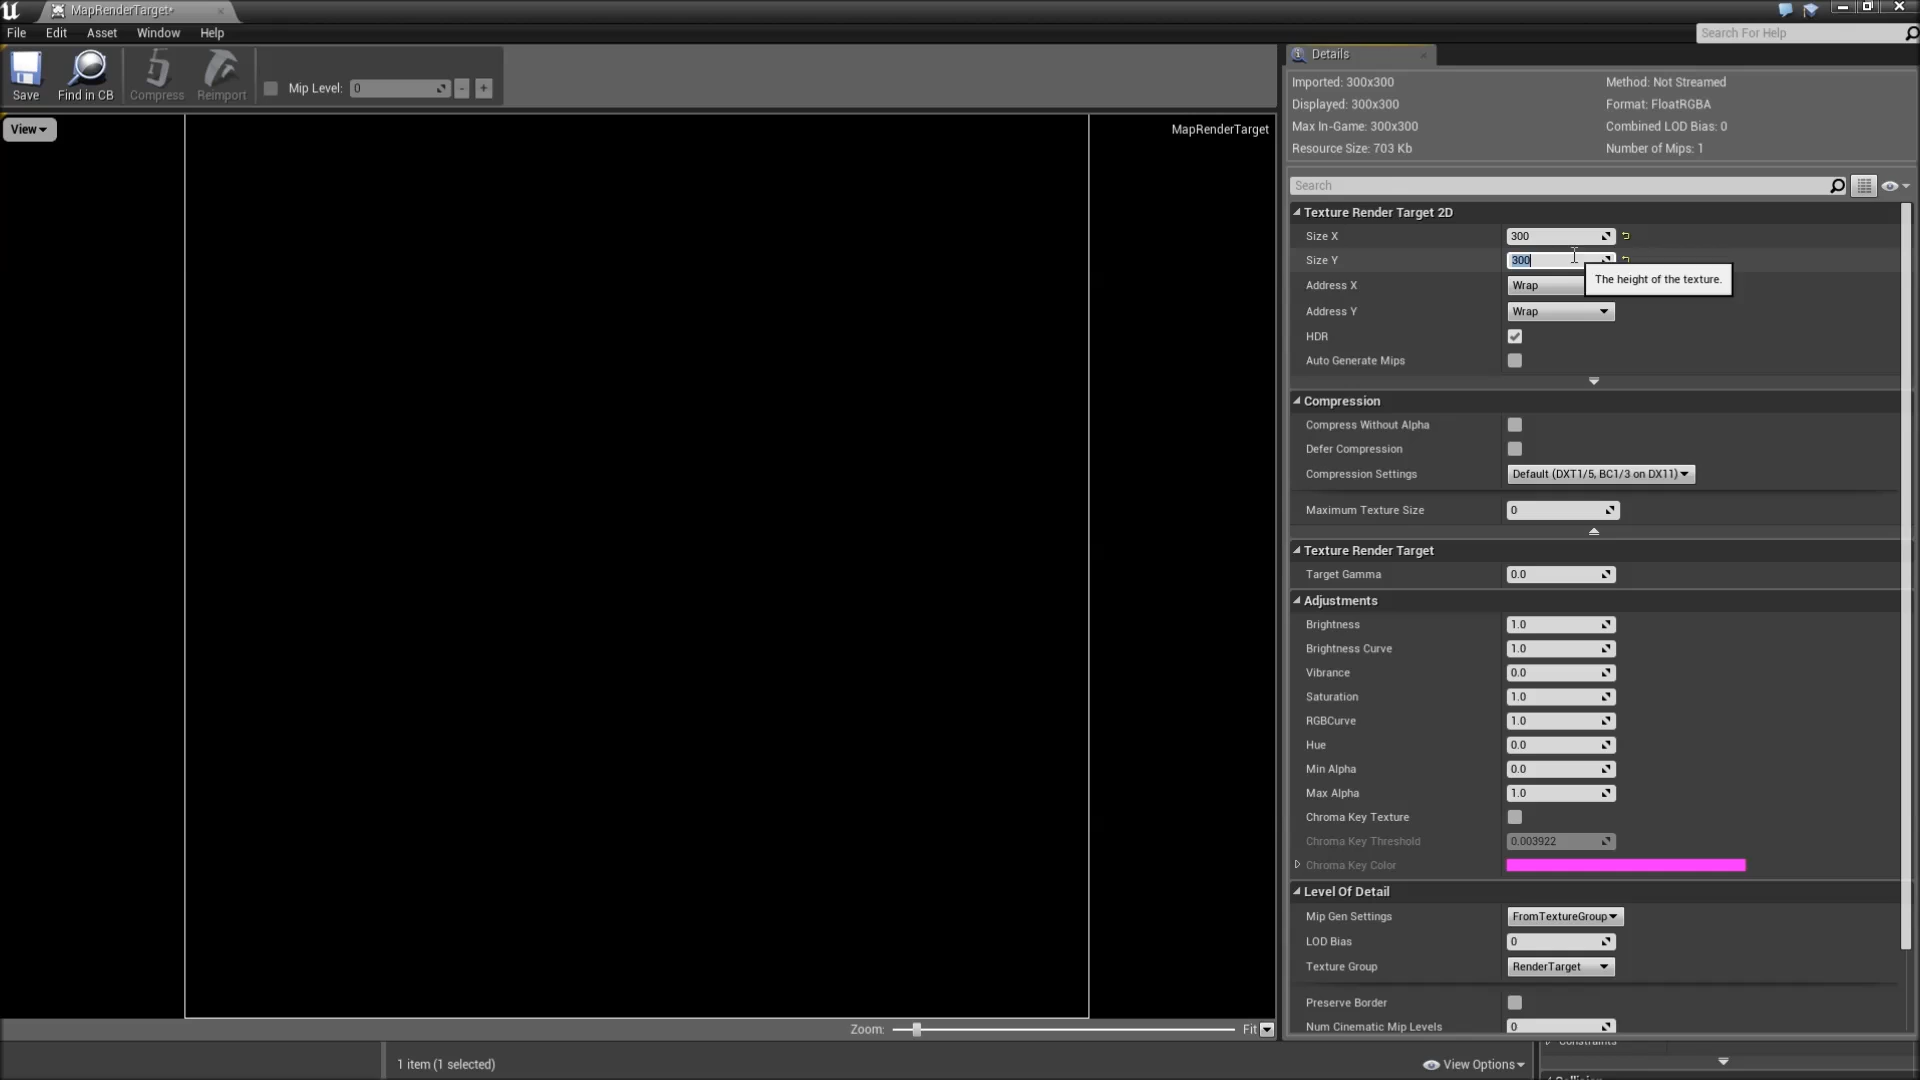 MapRenderTarget*
File Edit Asset Window Help
Search For Help
Save Find in CB Compress Reimport
Mip Level: 0 - +
View
MapRenderTarget
Zoom: Fit
1 item (1 selected)
View Options
Details
Imported: 300x300 Method: Not Streamed
Displayed: 300x300 Format: FloatRGBA
Max In-Game: 300x300 Combined LOD Bias: 0
Resource Size: 703 Kb Number of Mips: 1
Search
Texture Render Target 2D
Size X 300
Size Y 300
The height of the texture.
Address X Wrap
Address Y Wrap
HDR
Auto Generate Mips
Compression
Compress Without Alpha
Defer Compression
Compression Settings Default (DXT1/5, BC1/3 on DX11)
Maximum Texture Size 0
Texture Render Target
Target Gamma 0.0
Adjustments
Brightness 1.0
Brightness Curve 1.0
Vibrance 0.0
Saturation 1.0
RGBCurve 1.0
Hue 0.0
Min Alpha 0.0
Max Alpha 1.0
Chroma Key Texture
Chroma Key Threshold 0.003922
Chroma Key Color
Level Of Detail
Mip Gen Settings FromTextureGroup
LOD Bias 0
Texture Group RenderTarget
Preserve Border
Num Cinematic Mip Levels 0